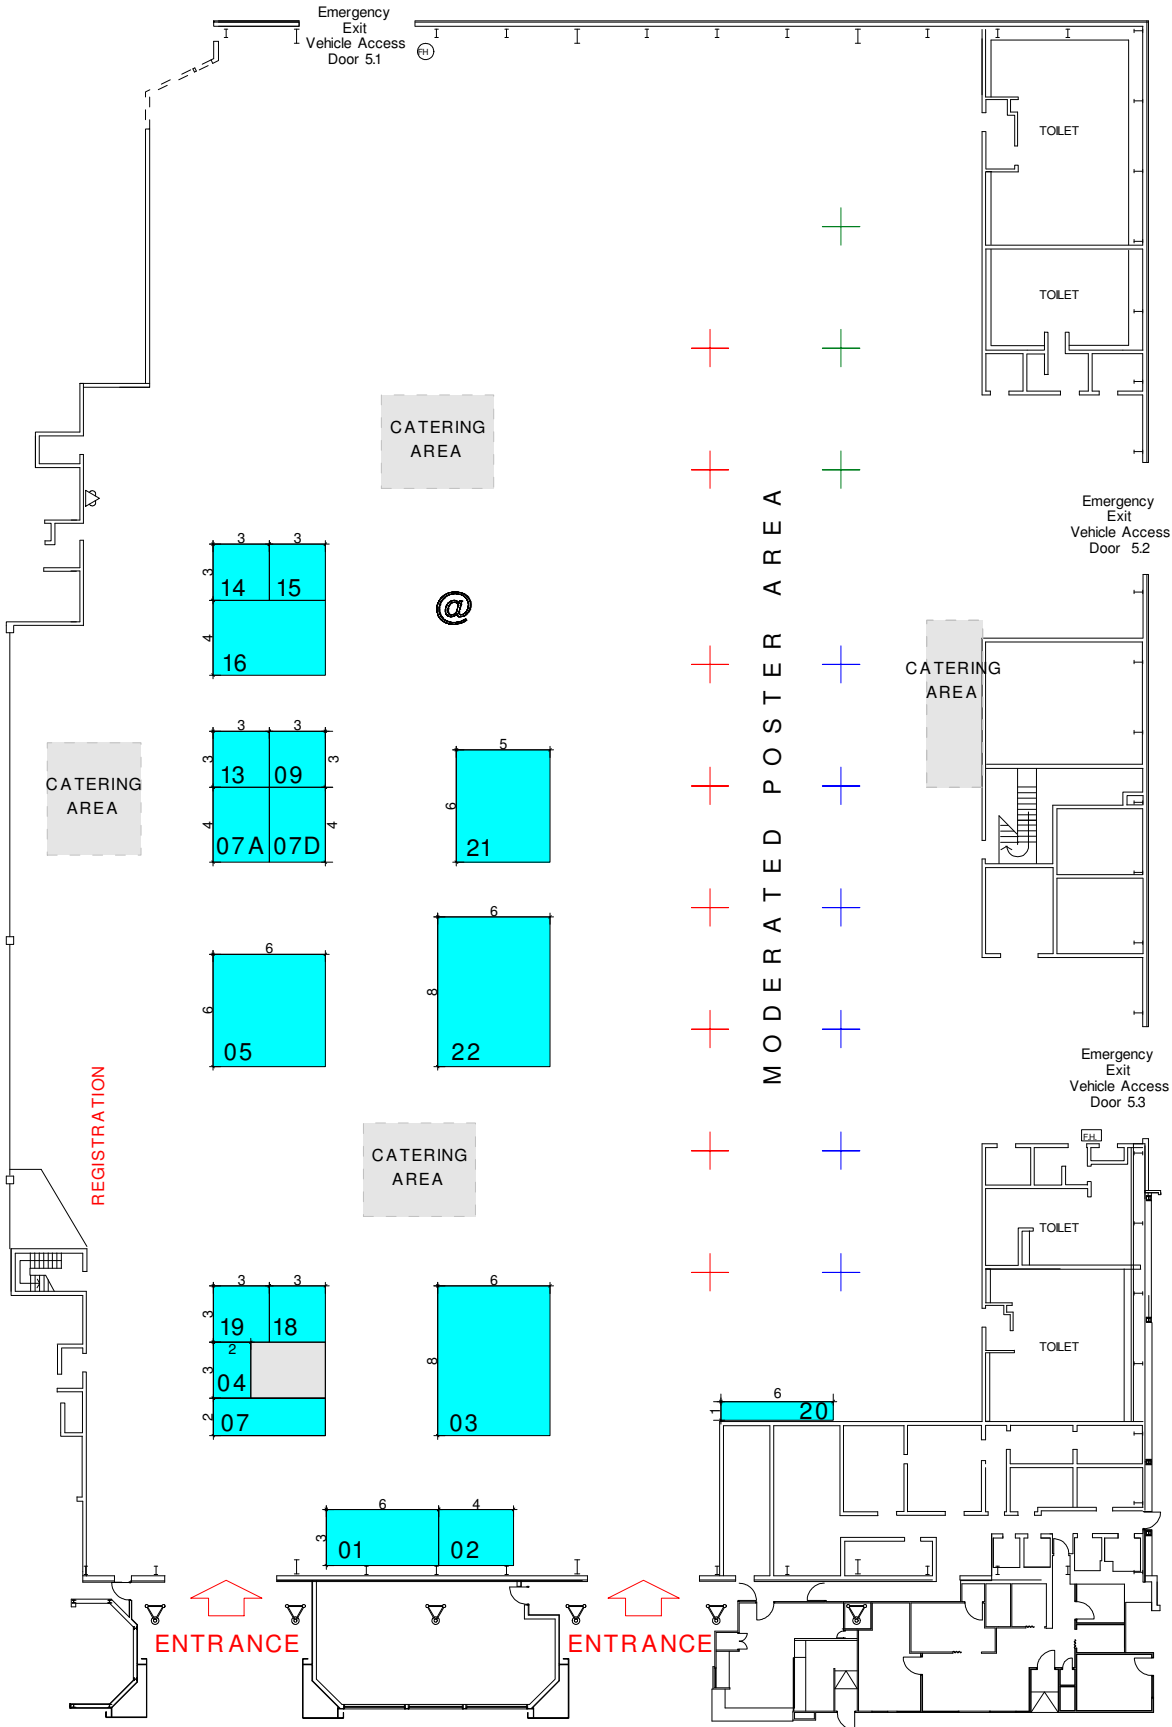 Emergency
Exit
Vehicle Access
Door 5.1
FH
TOILET
TOILET
CATERING
AREA
Emergency
Exit
Vehicle Access
Door 5.2
3 3
3
14 15
4
16
@
MODERATED POSTER AREA
CATERING
AREA
CATERING
AREA
3 3
3 3
13 09
4 4
07A 07D
5
6
21
6
6
05
6
8
22
REGISTRATION
Emergency
Exit
Vehicle Access
Door 5.3
F.H.
CATERING
AREA
TOILET
3 3
3
19 18
2
3
04
2
07
6
8
03
TOILET
6
1
20
6 4
3
01 02
ENTRANCE
ENTRANCE